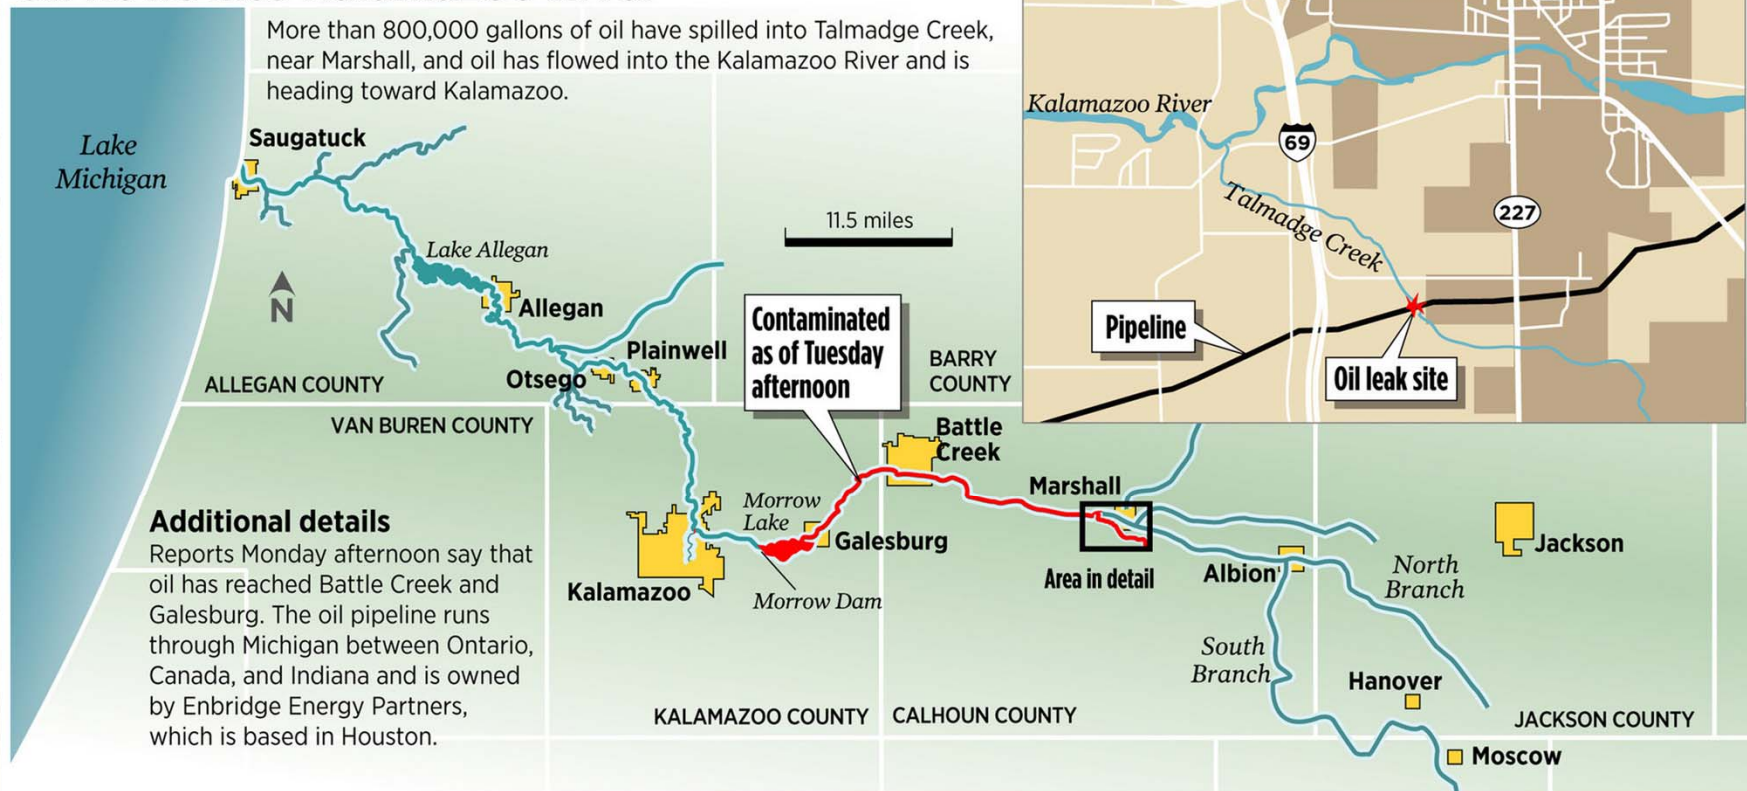 More than 800,000 gallons of oil have spilled into Talmadge Creek,
near Marshall, and oil has flowed into the Kalamazoo River and is
heading toward Kalamazoo.
Lake
Michigan
Saugatuck
11.5 miles
Lake Allegan
N
Allegan
Plainwell
Otsego
ALLEGAN COUNTY
VAN BUREN COUNTY
Contaminated
as of Tuesday
afternoon
BARRY
COUNTY
Battle
Creek
Marshall
Morrow
Lake
Galesburg
Kalamazoo
Morrow Dam
Area in detail
Albion
North
Branch
Jackson
South
Branch
Hanover
Moscow
KALAMAZOO COUNTY
CALHOUN COUNTY
JACKSON COUNTY
Additional details
Reports Monday afternoon say that
oil has reached Battle Creek and
Galesburg. The oil pipeline runs
through Michigan between Ontario,
Canada, and Indiana and is owned
by Enbridge Energy Partners,
which is based in Houston.
Kalamazoo River
69
Talmadge Creek
227
Pipeline
Oil leak site